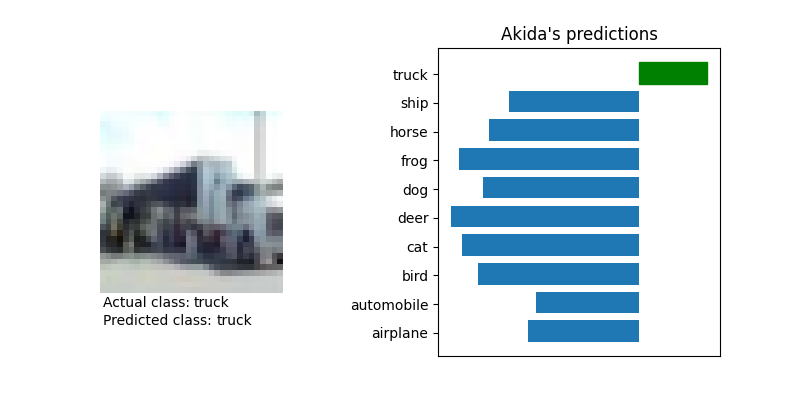 Akida's predictions
truck
ship
horse
frog
dog
deer
cat
bird
automobile
airplane
Actual class: truck
Predicted class: truck